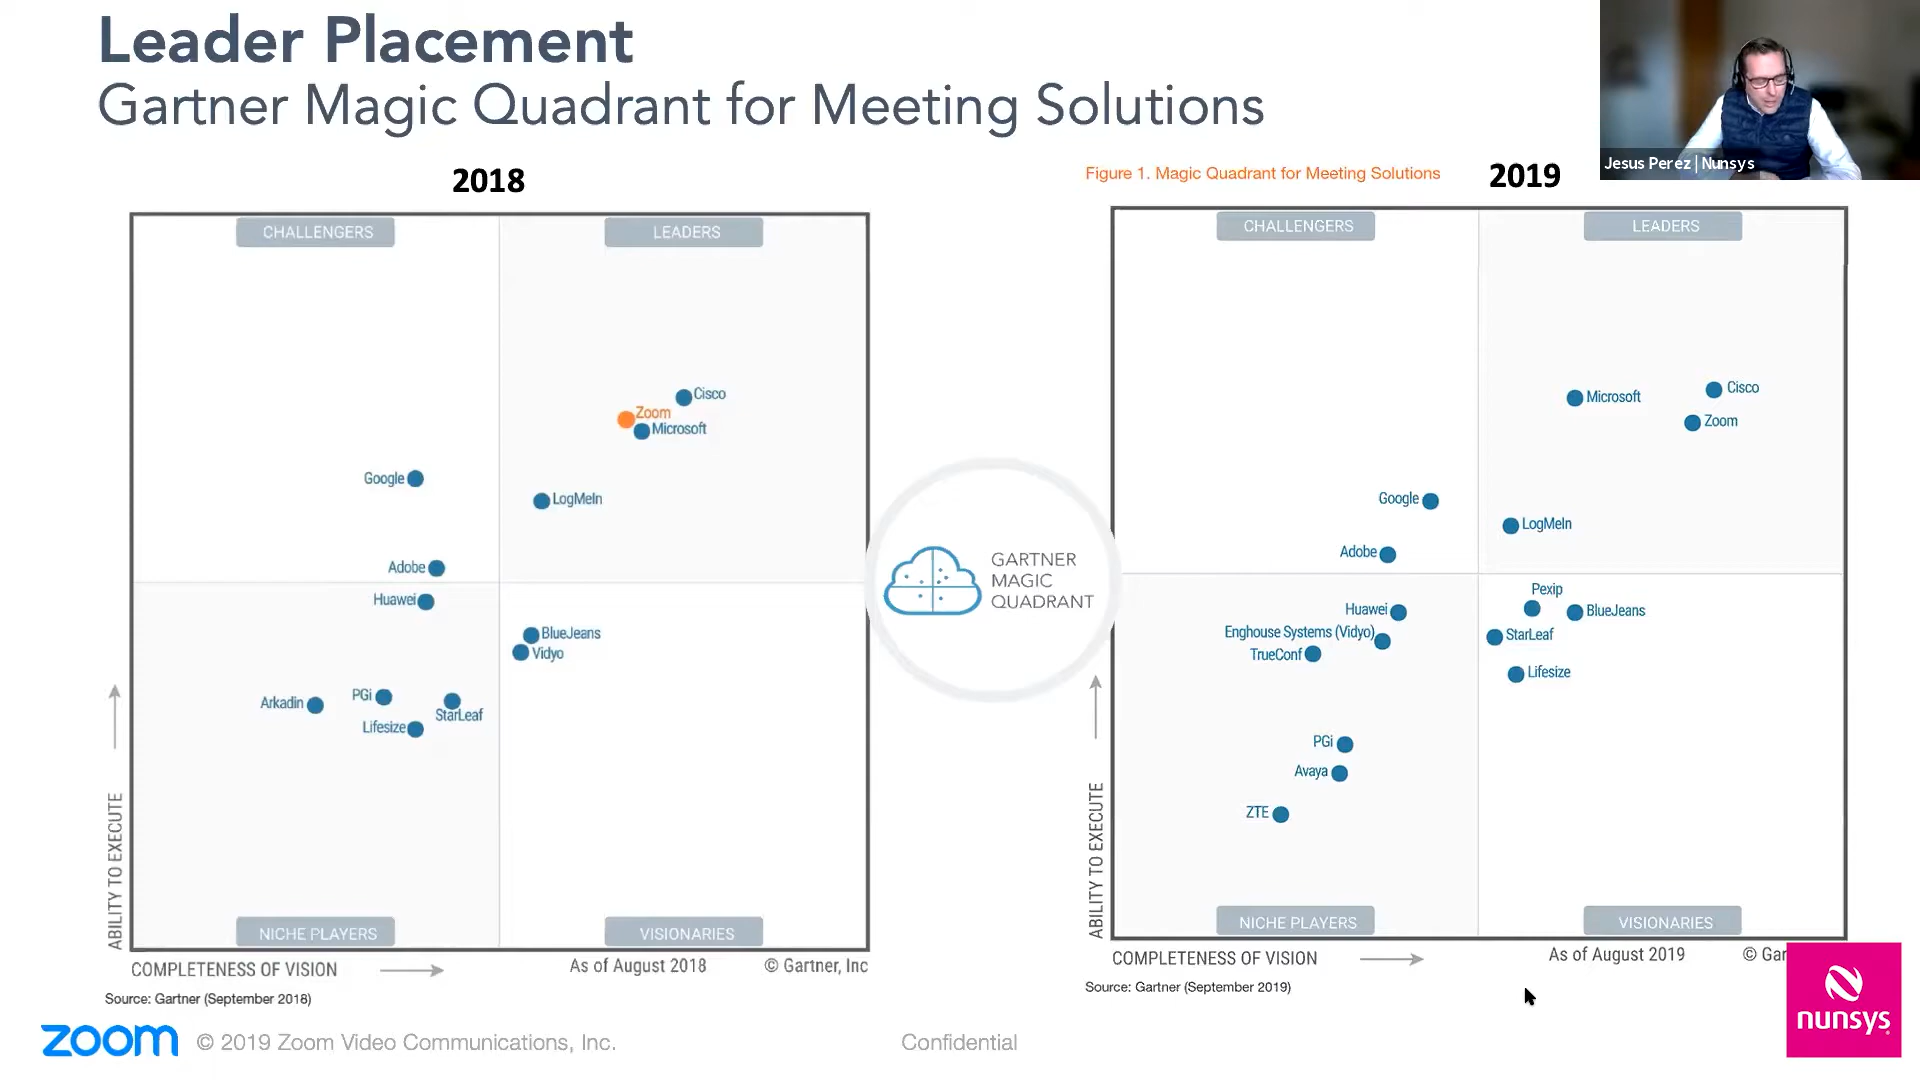 Leader Placement
Gartner Magic Quadrant for Meeting Solutions
Jesus Perez | Nunsys
2018
CHALLENGERS
LEADERS
Cisco
Zoom
Microsoft
Google
LogMeIn
Adobe
Huawei
BlueJeans
Vidyo
Arkadin
PGi
StarLeaf
Lifesize
NICHE PLAYERS
VISIONARIES
ABILITY TO EXECUTE
COMPLETENESS OF VISION
As of August 2018
© Gartner, Inc
Source: Gartner (September 2018)
GARTNER
MAGIC
QUADRANT
Figure 1. Magic Quadrant for Meeting Solutions
2019
CHALLENGERS
LEADERS
Cisco
Microsoft
Zoom
Google
LogMeIn
Adobe
Pexip
Huawei
BlueJeans
Enghouse Systems (Vidyo)
StarLeaf
TrueConf
Lifesize
PGi
Avaya
ZTE
NICHE PLAYERS
VISIONARIES
ABILITY TO EXECUTE
COMPLETENESS OF VISION
As of August 2019
© Gar
Source: Gartner (September 2019)
zoom
© 2019 Zoom Video Communications, Inc.
Confidential
nunsys